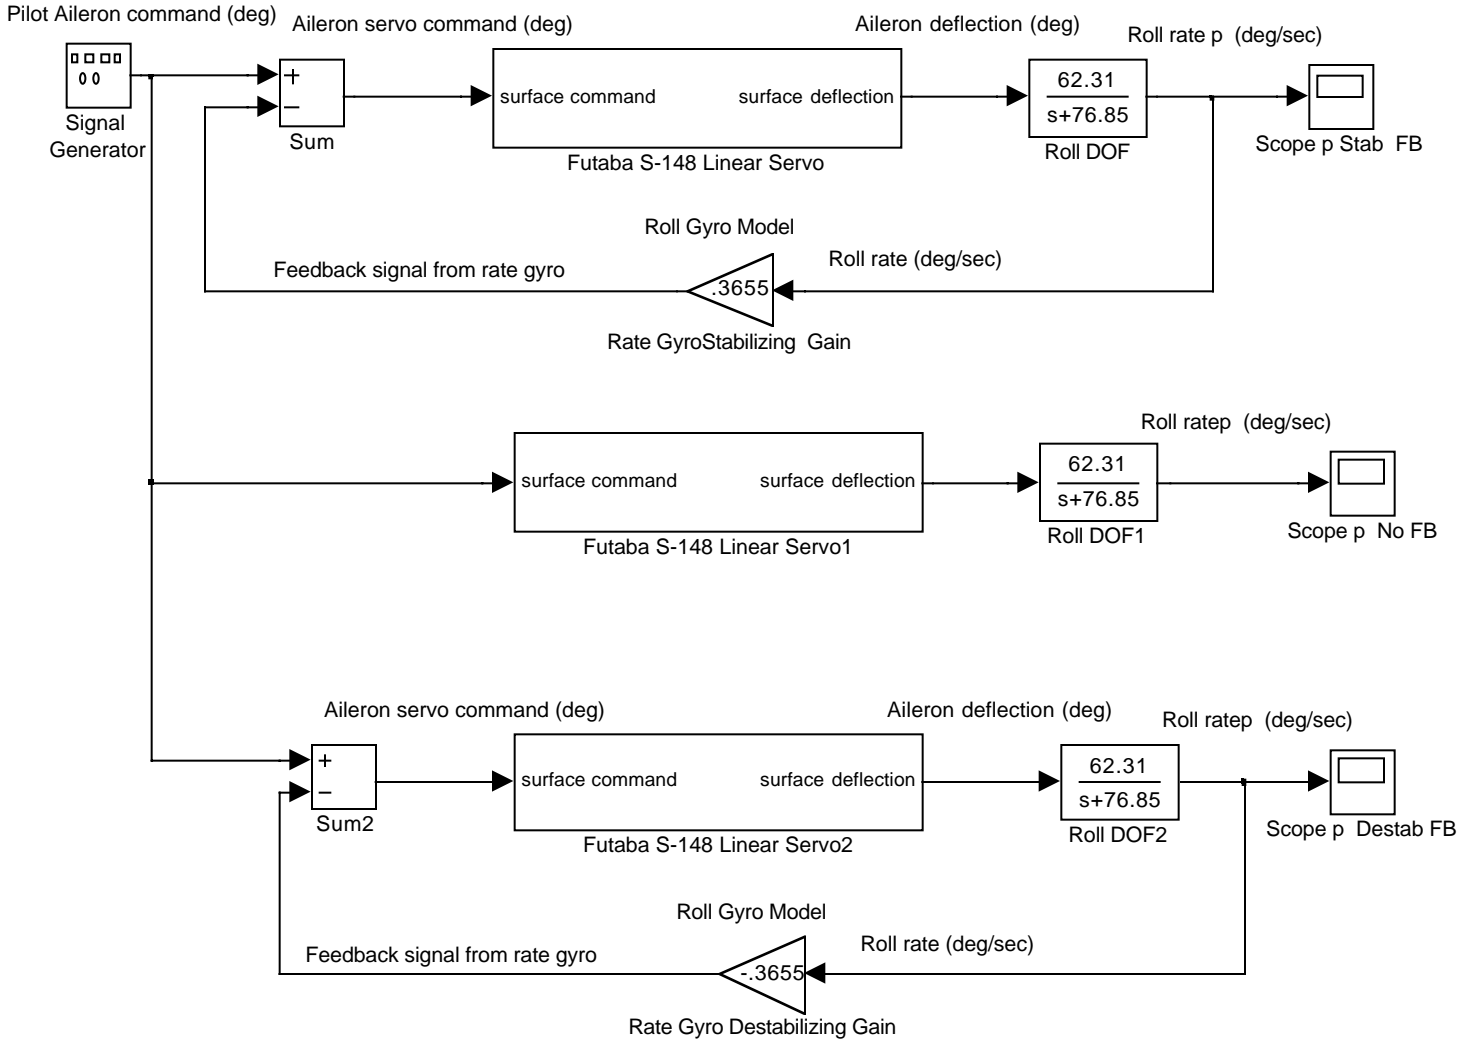 Pilot Aileron command (deg)
Aileron servo command (deg)
Aileron deflection (deg)
Roll rate p (deg/sec)
+
−
surface command
surface deflection
62.31
s+76.85
Signal
Generator
Sum
Futaba S-148 Linear Servo
Roll DOF
Scope p Stab FB
Roll Gyro Model
Feedback signal from rate gyro
.3655
Roll rate (deg/sec)
Rate GyroStabilizing Gain
Roll ratep (deg/sec)
surface command
surface deflection
62.31
s+76.85
Futaba S-148 Linear Servo1
Roll DOF1
Scope p No FB
Aileron servo command (deg)
Aileron deflection (deg)
Roll ratep (deg/sec)
+
−
surface command
surface deflection
62.31
s+76.85
Sum2
Futaba S-148 Linear Servo2
Roll DOF2
Scope p Destab FB
Roll Gyro Model
Feedback signal from rate gyro
-.3655
Roll rate (deg/sec)
Rate Gyro Destabilizing Gain